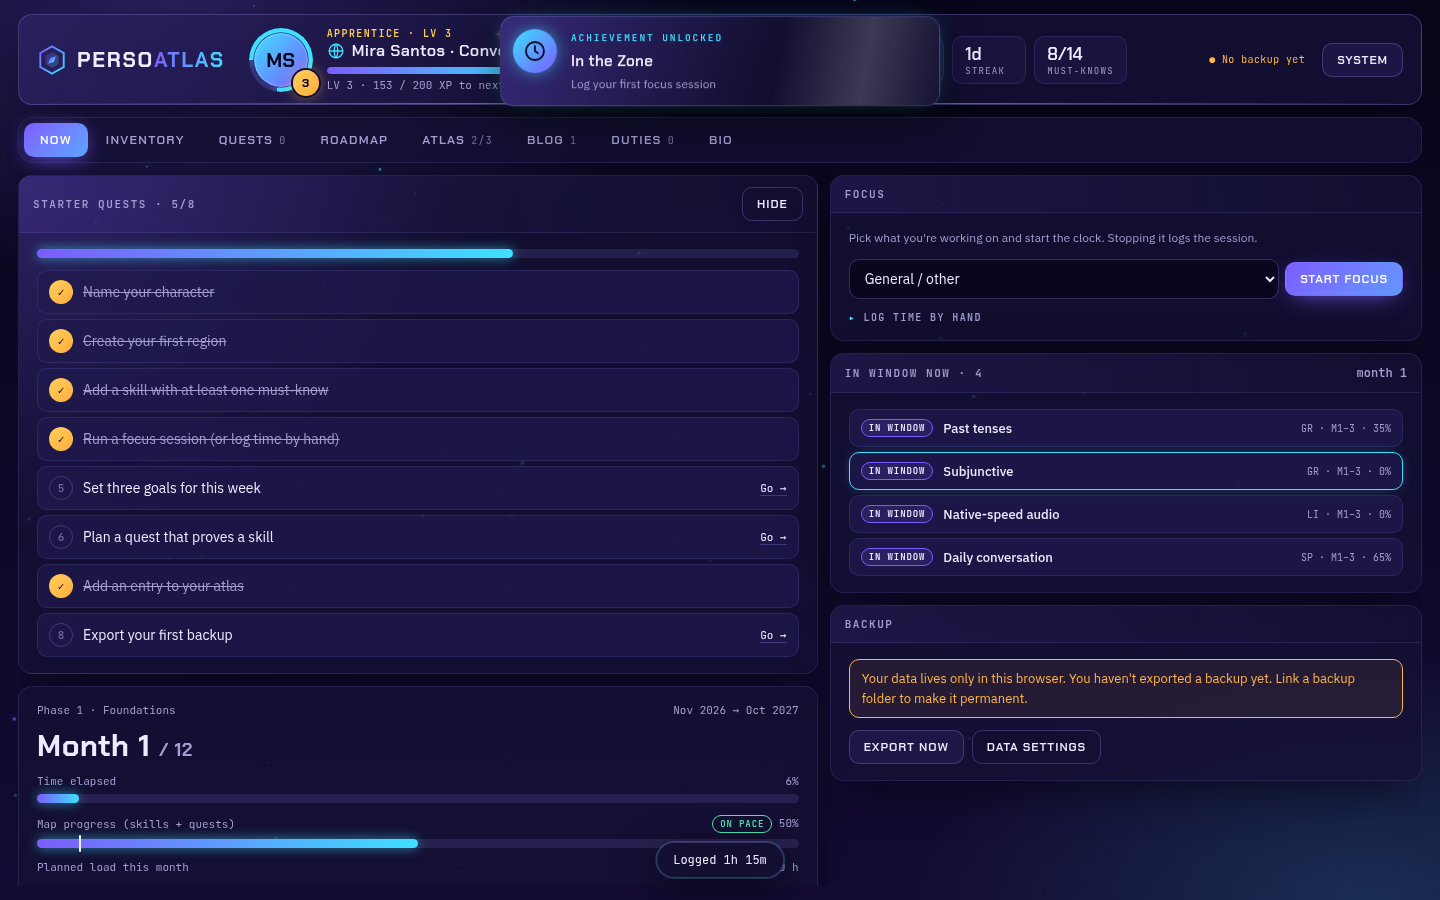 PERSOATLAS
MS
3
APPRENTICE · LV 3
Mira Santos · Conv
LV 3 · 153 / 200 XP to nex
ACHIEVEMENT UNLOCKED
In the Zone
Log your first focus session
1d
STREAK
8/14
MUST-KNOWS
No backup yet
SYSTEM
NOW
INVENTORY
QUESTS 0
ROADMAP
ATLAS 2/3
BLOG 1
DUTIES 0
BIO
STARTER QUESTS · 5/8
HIDE
Name your character
Create your first region
Add a skill with at least one must-know
Run a focus session (or log time by hand)
5 Set three goals for this week Go →
6 Plan a quest that proves a skill Go →
Add an entry to your atlas
8 Export your first backup Go →
Phase 1 · Foundations
Nov 2026 → Oct 2027
Month 1 / 12
Time elapsed 6%
Map progress (skills + quests) ON PACE 50%
Planned load this month h
Logged 1h 15m
FOCUS
Pick what you're working on and start the clock. Stopping it logs the session.
General / other
START FOCUS
▸ LOG TIME BY HAND
IN WINDOW NOW · 4
month 1
IN WINDOW Past tenses GR · M1–3 · 35%
IN WINDOW Subjunctive GR · M1–3 · 0%
IN WINDOW Native-speed audio LI · M1–3 · 0%
IN WINDOW Daily conversation SP · M1–3 · 65%
BACKUP
Your data lives only in this browser. You haven't exported a backup yet. Link a backup
folder to make it permanent.
EXPORT NOW
DATA SETTINGS